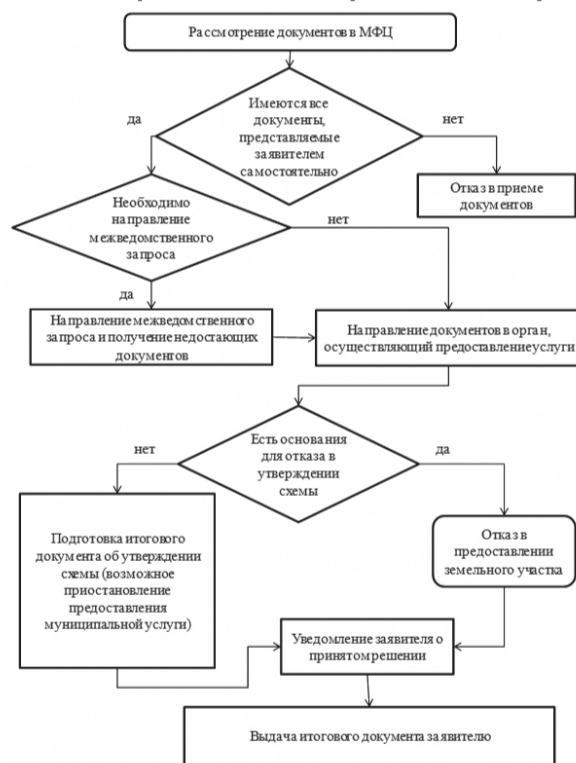 Рассмотрение документов в МФЦ
Имеются все
документы,
представляемые
заявителем
самостоятельно
да
нет
Отказ в приеме
документов
Необходимо
направление
межведомственного
запроса
нет
да
Направление межведомственного
запроса и получение недостающих
документов
Направление документов в орган,
осуществляющий предоставление услуги
Есть основания
для отказа в
утверждении
схемы
нет
да
Подготовка итогового
документа об утверждении
схемы (возможное
приостановление
предоставления
муниципальной услуги)
Отказ в
предоставлении
земельного участка
Уведомление заявителя о
принятом решении
Выдача итогового документа заявителю